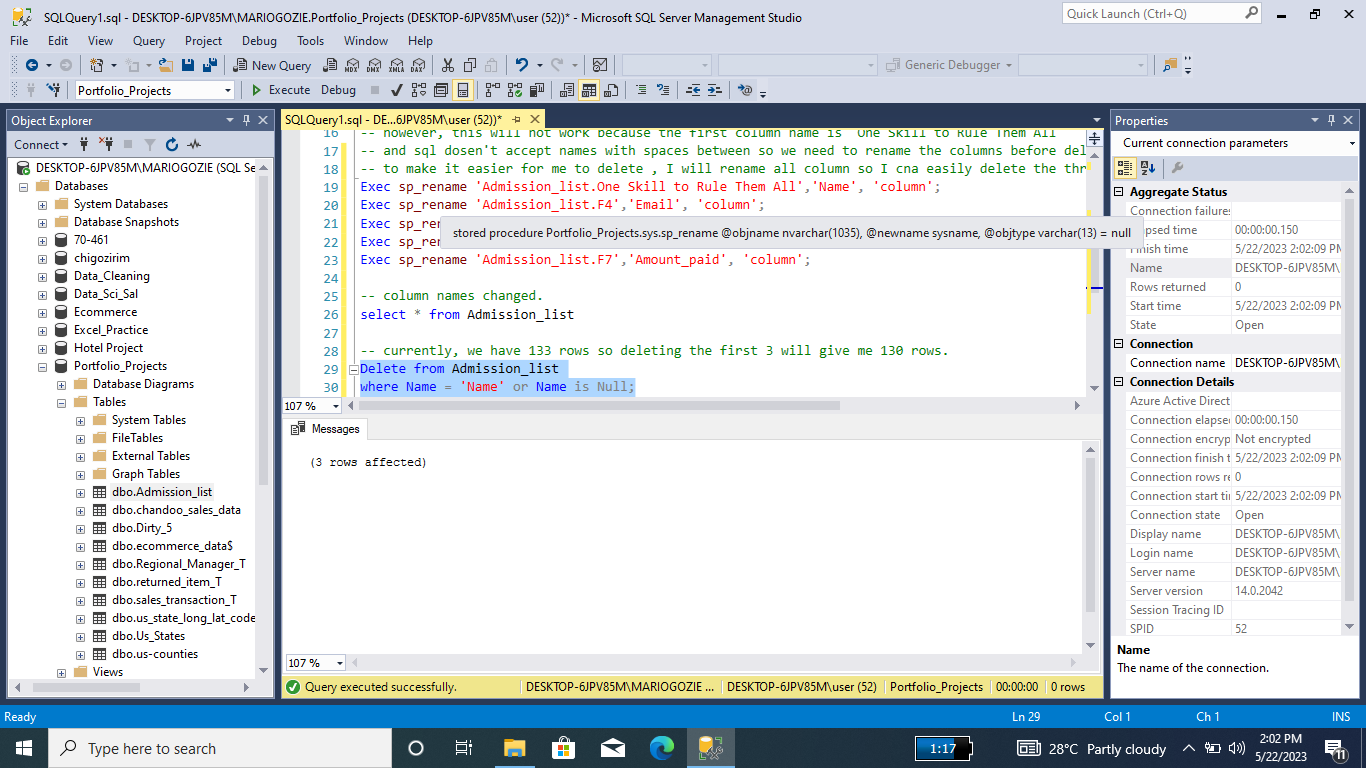 SQLQuery1.sql - DESKTOP-6JPV85M\MARIOGOZIE.Portfolio_Projects (DESKTOP-6JPV85M\user (52))* - Microsoft SQL Server Management Studio
Quick Launch (Ctrl+Q)
File Edit View Query Project Debug Tools Window Help
New Query MDX DMX XMLA DAX Generic Debugger
Portfolio_Projects Execute Debug
Object Explorer
Connect
DESKTOP-6JPV85M\MARIOGOZIE (SQL Se
Databases
System Databases
Database Snapshots
70-461
chigozirim
Data_Cleaning
Data_Sci_Sal
Ecommerce
Excel_Practice
Hotel Project
Portfolio_Projects
Database Diagrams
Tables
System Tables
FileTables
External Tables
Graph Tables
dbo.Admission_list
dbo.chandoo_sales_data
dbo.Dirty_5
dbo.ecommerce_data$
dbo.Regional_Manager_T
dbo.returned_item_T
dbo.sales_transaction_T
dbo.us_state_long_lat_code
dbo.Us_States
dbo.us-counties
Views
SQLQuery1.sql - DE...6JPV85M\user (52))*
16 -- however, this will not work because the first column name is 'One Skill to Rule Them All'
17 -- and sql dosen't accept names with spaces between so we need to rename the columns before del
18 -- to make it easier for me to delete , I will rename all column so I cna easily delete the thr
19 Exec sp_rename 'Admission_list.One Skill to Rule Them All','Name', 'column';
20 Exec sp_rename 'Admission_list.F4','Email', 'column';
21 Exec sp_re
stored procedure Portfolio_Projects.sys.sp_rename @objname nvarchar(1035), @newname sysname, @objtype varchar(13) = null
22 Exec sp_re
23 Exec sp_rename 'Admission_list.F7','Amount_paid', 'column';
24
25 -- column names changed.
26 select * from Admission_list
27
28 -- currently, we have 133 rows so deleting the first 3 will give me 130 rows.
29 Delete from Admission_list
30 where Name = 'Name' or Name is Null;
107 %
Messages
(3 rows affected)
107 %
Query executed successfully. DESKTOP-6JPV85M\MARIOGOZIE ... DESKTOP-6JPV85M\user (52) Portfolio_Projects 00:00:00 0 rows
Properties
Current connection parameters
Aggregate Status
Connection failures
lapsed time 00:00:00.150
inish time 5/22/2023 2:02:09 PM
Name DESKTOP-6JPV85M\
Rows returned 0
Start time 5/22/2023 2:02:09 PM
State Open
Connection
Connection name DESKTOP-6JPV85M\
Connection Details
Azure Active Direct
Connection elapse 00:00:00.150
Connection encryp Not encrypted
Connection finish t 5/22/2023 2:02:09 PM
Connection rows re 0
Connection start ti 5/22/2023 2:02:09 PM
Connection state Open
Display name DESKTOP-6JPV85M\
Login name DESKTOP-6JPV85M\
Server name DESKTOP-6JPV85M\
Server version 14.0.2042
Session Tracing ID
SPID 52
Name
The name of the connection.
Ready Ln 29 Col 1 Ch 1 INS
Type here to search
1:17
28°C Partly cloudy
2:02 PM
5/22/2023
11